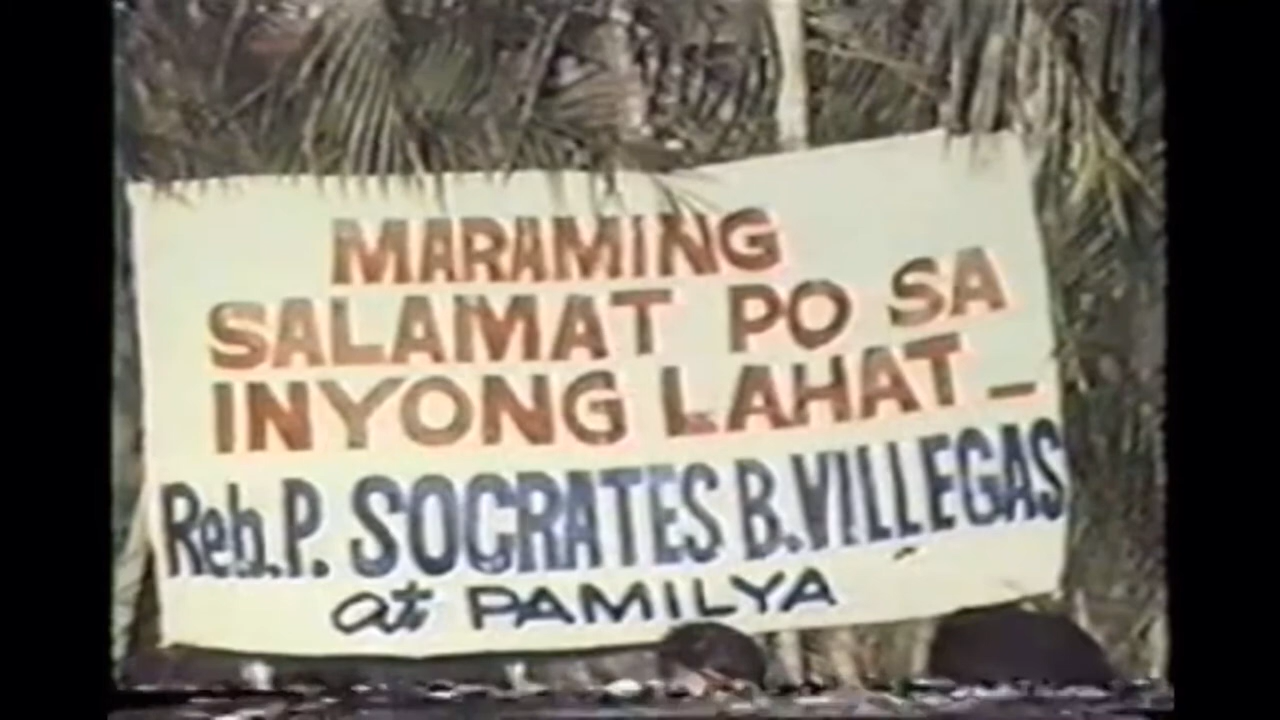 MARAMING
SALAMAT PO SA
INYONG LAHAT –
Reb. P. SOCRATES B. VILLEGAS
at PAMILYA